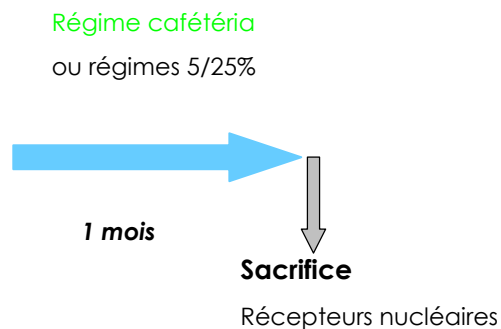 Régime cafétéria
ou régimes 5/25%
1 mois
Sacrifice
Récepteurs nucléaires